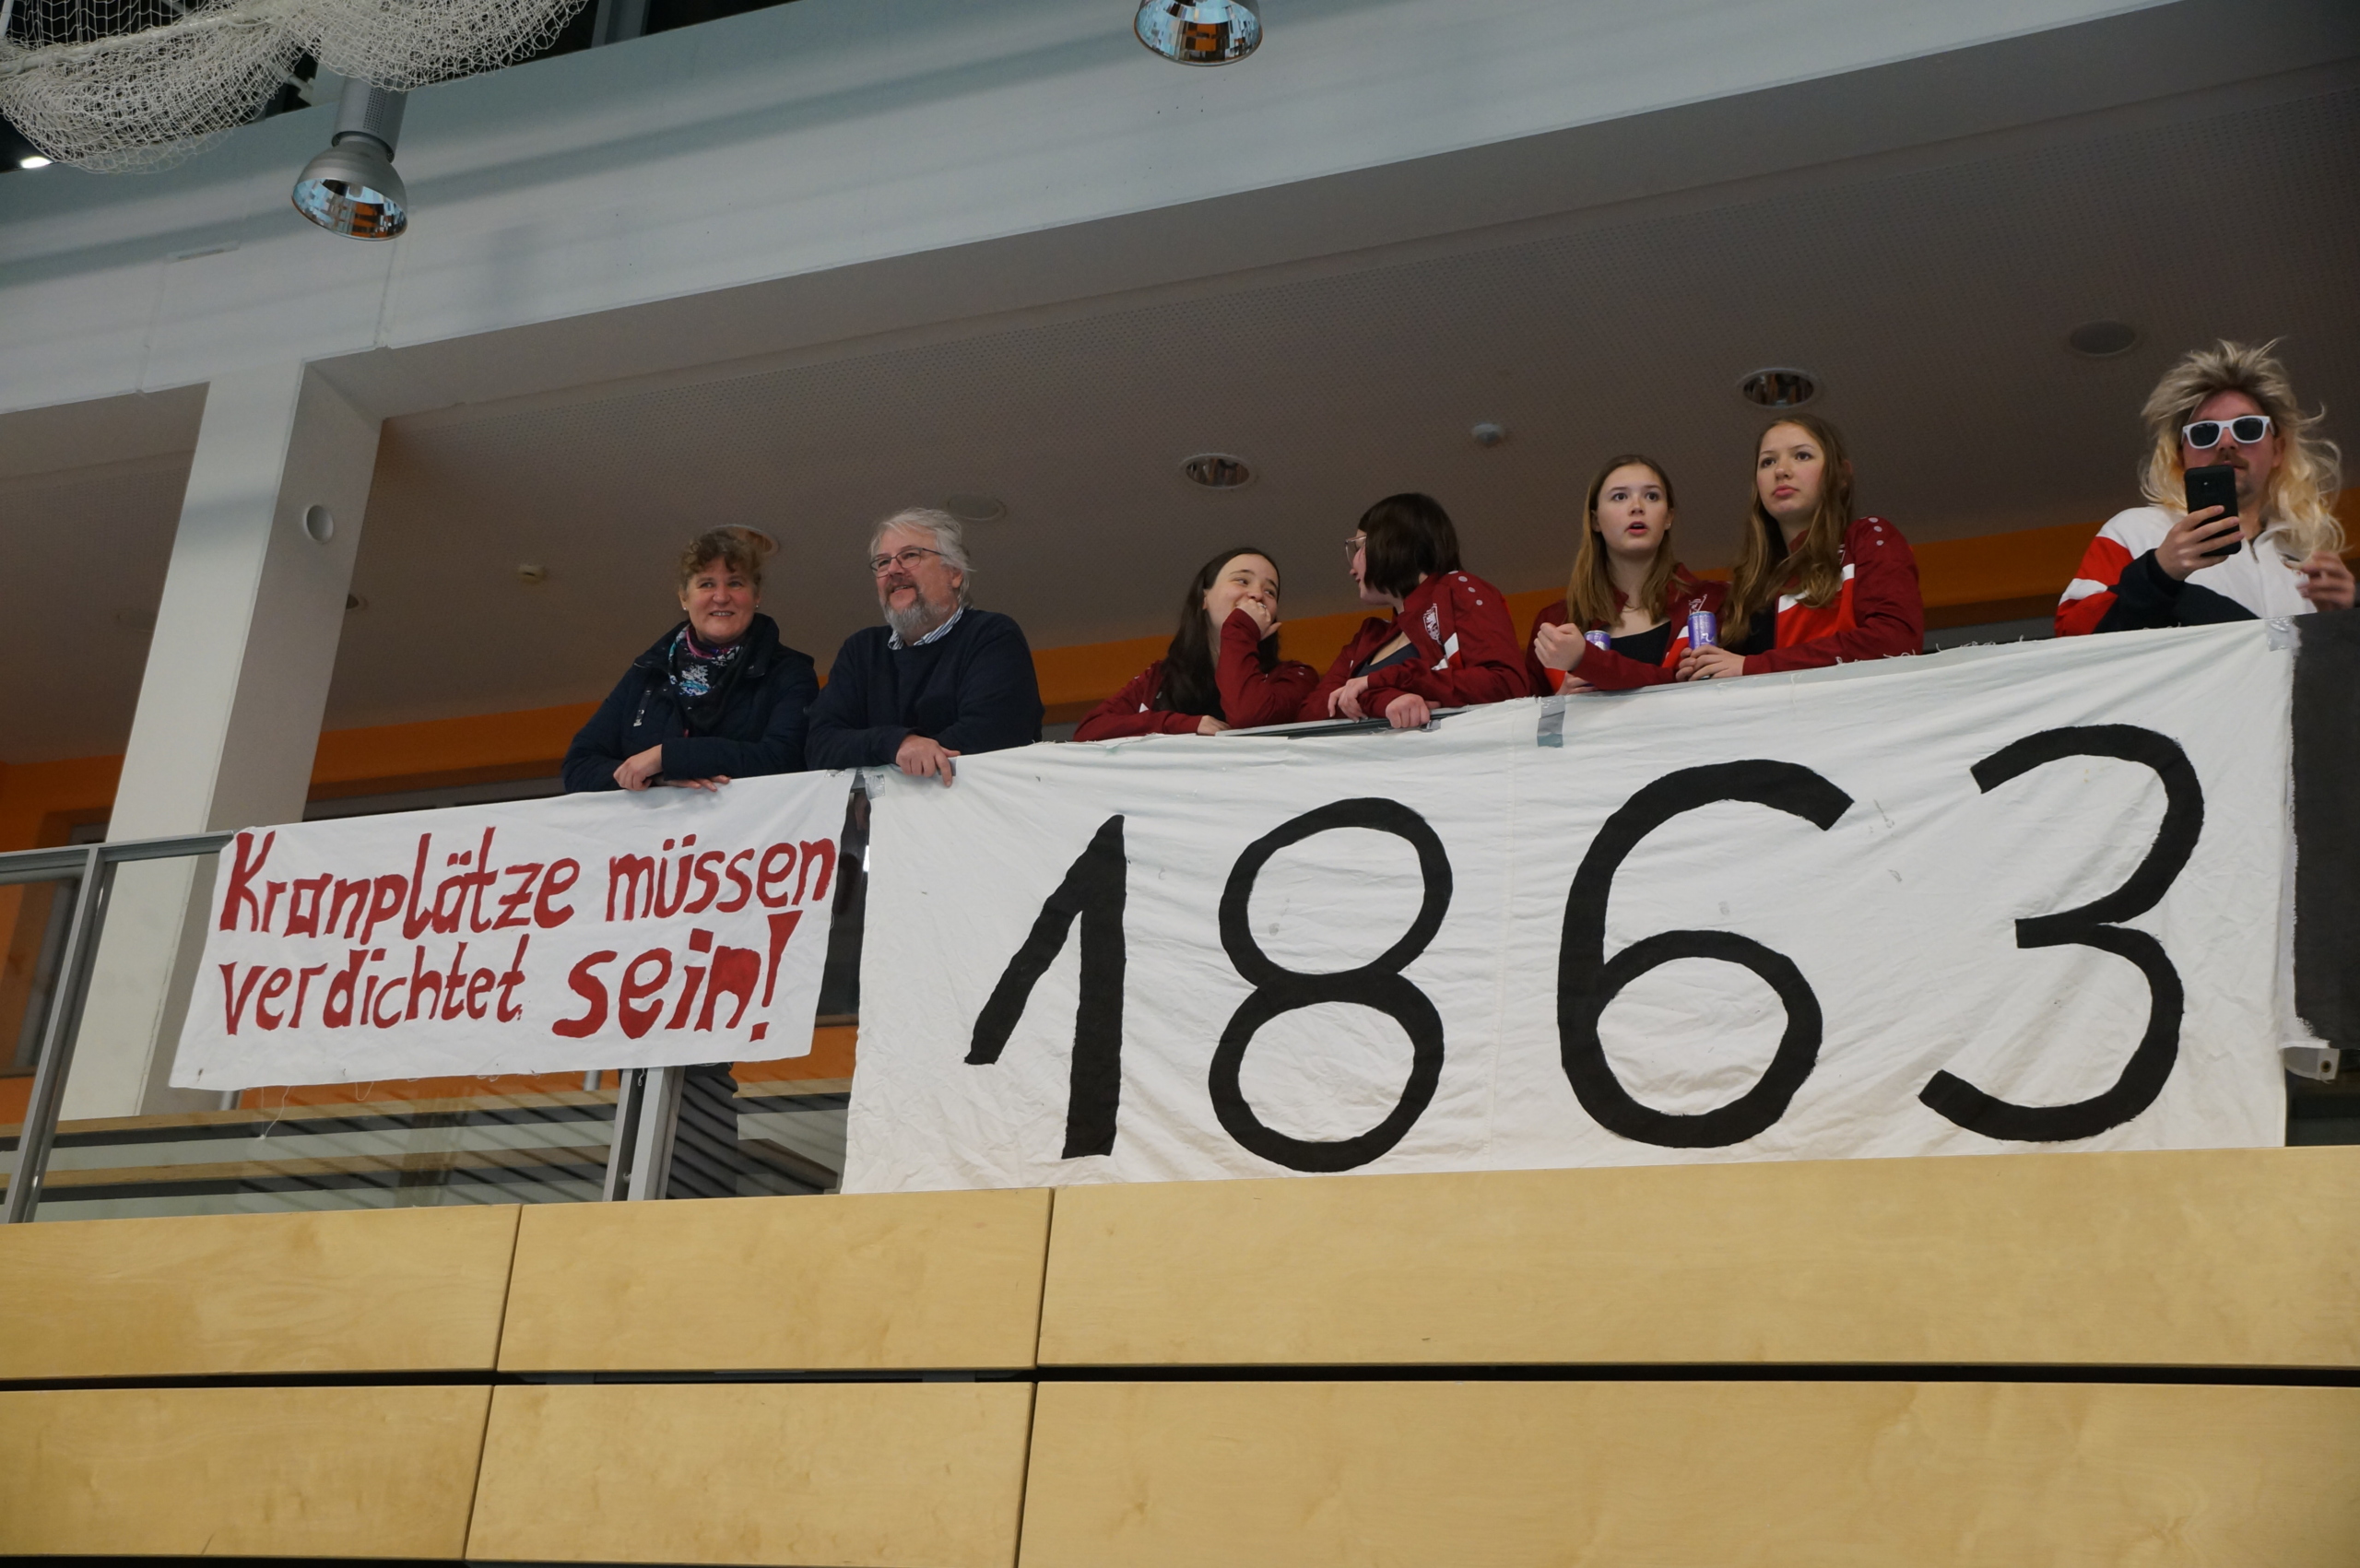 Kranplätze müssen
verdichtet sein!
1863